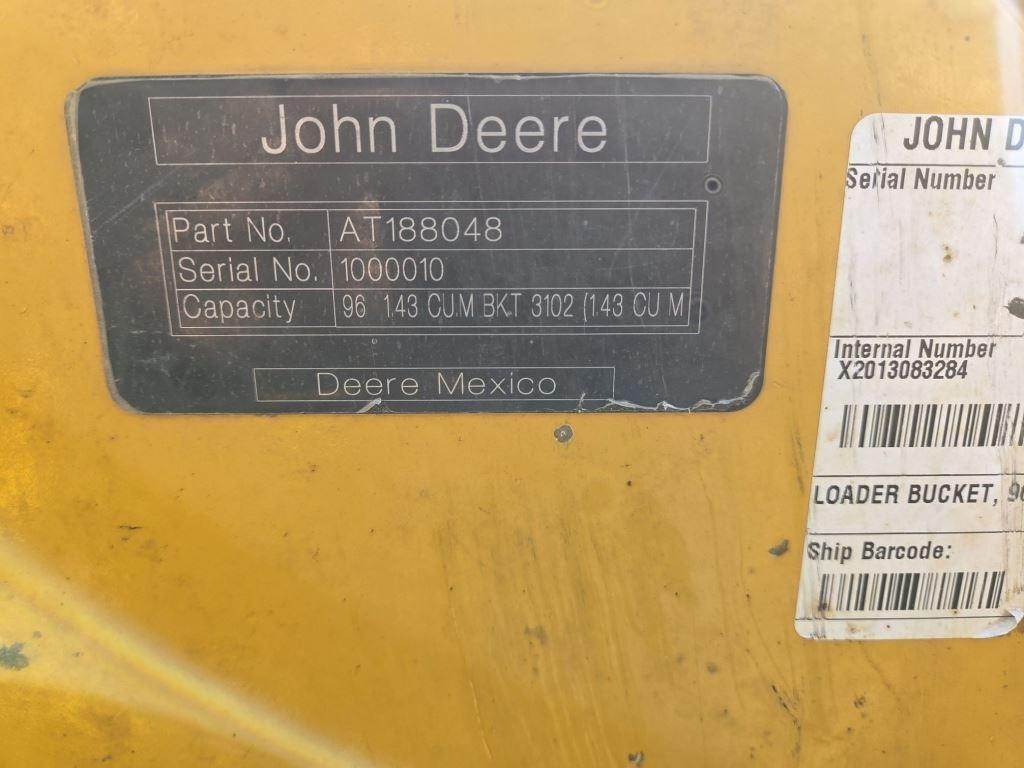 John Deere
Part No. AT188048
Serial No. 1000010
Capacity 96 1.43 CU.M BKT 3102 (1.43 CU M
Deere Mexico
JOHN D
Serial Number
Internal Number
X2013083284
LOADER BUCKET, 96
Ship Barcode: